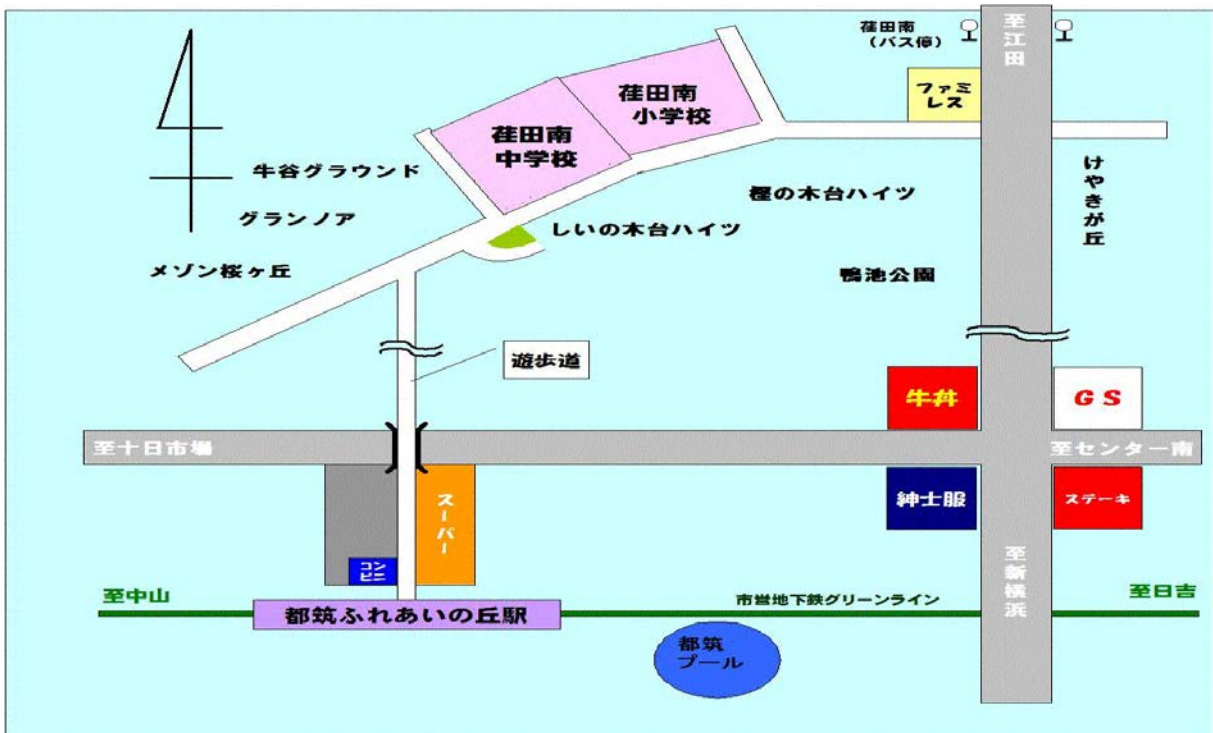 荏田南
（バス停）
至江田
ファミ
レス
荏田南
小学校
荏田南
中学校
牛谷グラウンド
グランノア
メゾン桜ヶ丘
しいの木台ハイツ
樫の木台ハイツ
けやきが丘
鴨池公園
遊歩道
牛丼
GS
至十日市場
至センター南
スーパー
紳士服
ステーキ
コン
ビニ
至新横浜
至中山
都筑ふれあいの丘駅
市営地下鉄グリーンライン
至日吉
都筑
プール